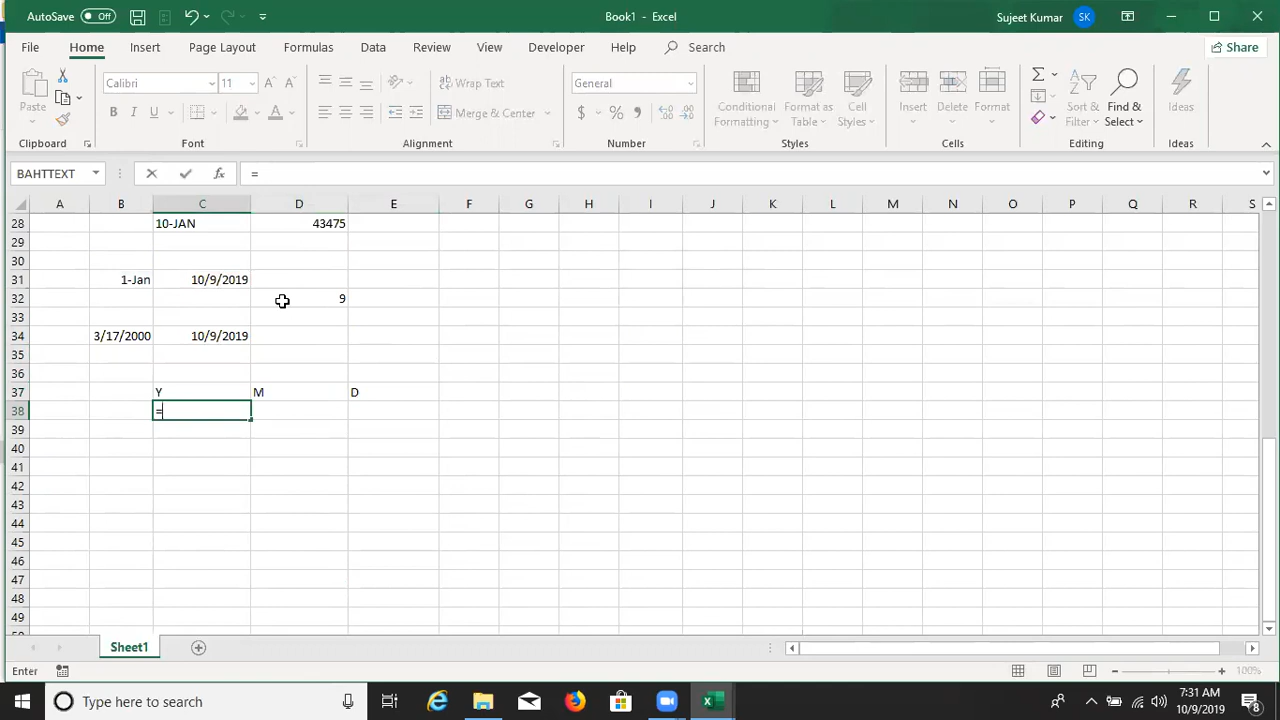 AutoSave Off Book1 - Excel Sujeet Kumar SK
File Home Insert Page Layout Formulas Data Review View Developer Help Search Share
Paste Calibri 11 Wrap Text General Conditional Formatting Format as Table Cell Styles Insert Delete Format Sort & Filter Find & Select Ideas
B I U Merge & Center $ %
Clipboard Font Alignment Number Styles Cells Editing Ideas
BAHTTEXT fx =
A B C D E F G H I J K L M N O P Q R S
28 10-JAN 43475
29
30
31 1-Jan 10/9/2019
32 9
33
34 3/17/2000 10/9/2019
35
36
37 Y M D
38 =
39
40
41
42
43
44
45
46
47
48
49
Sheet1
Enter 100%
Type here to search 7:31 AM
10/9/2019 8